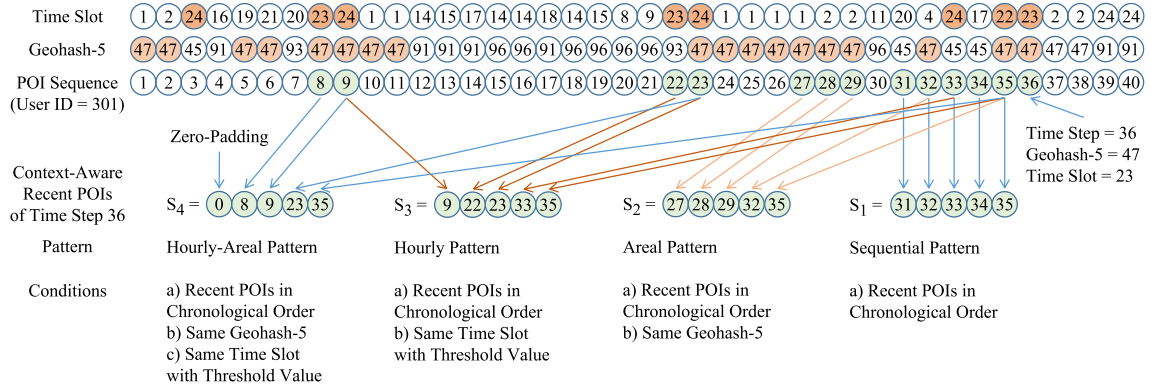 Time Slot 1 2 24 16 19 21 20 23 24 1 1 14 15 17 14 14 18 14 15 8 9 23 24 1 1 1 1 2 2 11 20 4 24 17 22 23 2 2 24 24
Geohash-5 47 47 45 91 47 47 93 47 47 47 47 91 91 91 96 96 91 96 96 96 96 93 47 47 47 47 47 47 47 96 45 47 45 45 47 47 47 47 91 91
POI Sequence 1 2 3 4 5 6 7 8 9 10 11 12 13 14 15 16 17 18 19 20 21 22 23 24 25 26 27 28 29 30 31 32 33 34 35 36 37 38 39 40
(User ID = 301)
Zero-Padding
Time Step = 36
Geohash-5 = 47
Time Slot = 23
Context-Aware
Recent POIs
of Time Step 36
S4 = 0 8 9 23 35
S3 = 9 22 23 33 35
S2 = 27 28 29 32 35
S1 = 31 32 33 34 35
Pattern
Hourly-Areal Pattern
Hourly Pattern
Areal Pattern
Sequential Pattern
Conditions
a) Recent POIs in
Chronological Order
b) Same Geohash-5
c) Same Time Slot
with Threshold Value
a) Recent POIs in
Chronological Order
b) Same Time Slot
with Threshold Value
a) Recent POIs in
Chronological Order
b) Same Geohash-5
a) Recent POIs in
Chronological Order